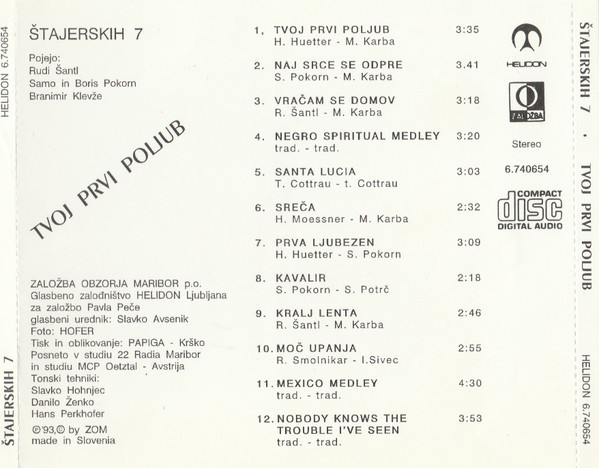 HELIDON 6.740654
ŠTAJERSKIH 7
ŠTAJERSKIH 7
Pojejo:
Rudi Šantl
Samo in Boris Pokorn
Branimir Klevže
TVOJ PRVI POLJUB
ZALOŽBA OBZORJA MARIBOR p.o.
Glasbeno založništvo HELIDON Ljubljana
za založbo Pavla Peče
glasbeni urednik: Slavko Avsenik
Foto: HOFER
Tisk in oblikovanje: PAPIGA - Krško
Posneto v studiu 22 Radia Maribor
in studiu MCP Oetztal - Avstrija
Tonski tehniki:
Slavko Hohnjec
Danilo Ženko
Hans Perkhofer
℗'93,© by ZOM
made in Slovenia
1, TVOJ PRVI POLJUB 3:35
H. Huetter - M. Karba
2. NAJ SRCE SE ODPRE 3.41
S. Pokorn - M. Karba
3. VRAČAM SE DOMOV 3:18
R. Šantl - M. Karba
4. NEGRO SPIRITUAL MEDLEY 3:20
trad. - trad.
5. SANTA LUCIA 3:03
T. Cottrau - t. Cottrau
6. SREČA 2:32
H. Moessner - M. Karba
7. PRVA LJUBEZEN 3:09
H. Huetter - S. Pokorn
8. KAVALIR 2:18
S. Pokorn - S. Potrč
9. KRALJ LENTA 2:46
R. Šantl - M. Karba
10. MOČ UPANJA 2:55
R. Smolnikar - I.Sivec
11. MEXICO MEDLEY 4:30
trad. - trad.
12. NOBODY KNOWS THE
TROUBLE I'VE SEEN 3:53
trad. - trad.
HELIDON
ZALOŽBA
Stereo
6.740654
COMPACT
disc
DIGITAL AUDIO
ŠTAJERSKIH 7 · TVOJ PRVI POLJUB
HELIDON 6.740654